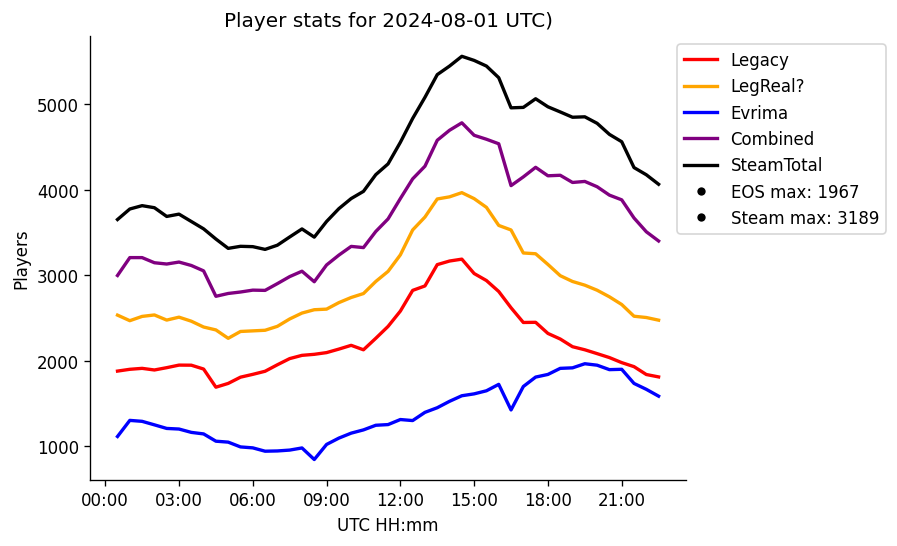 Player stats for 2024-08-01 UTC)
Legacy
LegReal?
Evrima
Combined
SteamTotal
EOS max: 1967
Steam max: 3189
Players
5000
4000
3000
2000
1000
00:00 03:00 06:00 09:00 12:00 15:00 18:00 21:00
UTC HH:mm